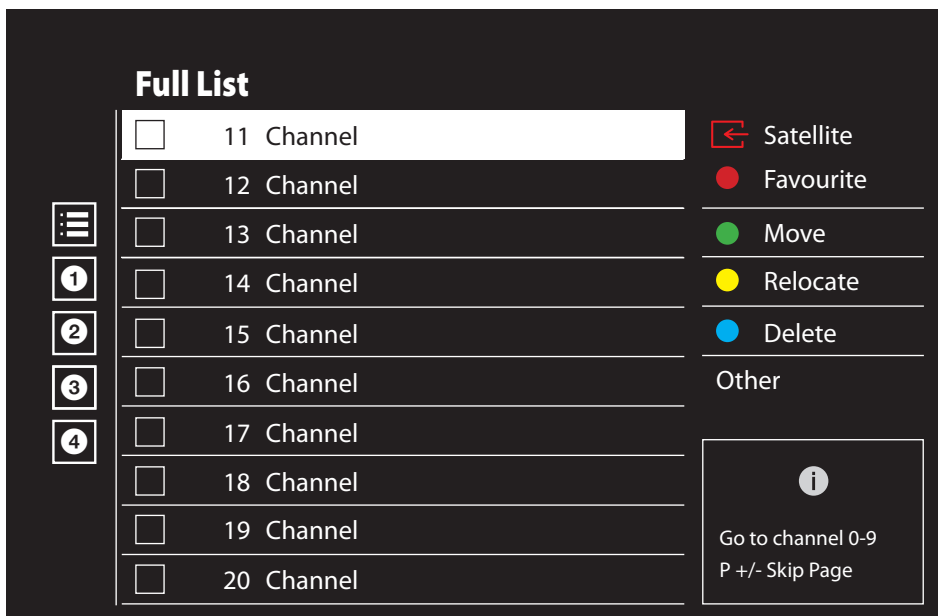 Full List
11 Channel
12 Channel
13 Channel
14 Channel
15 Channel
16 Channel
17 Channel
18 Channel
19 Channel
20 Channel
1
2
3
4
Satellite
Favourite
Move
Relocate
Delete
Other
i
Go to channel 0-9
P +/- Skip Page